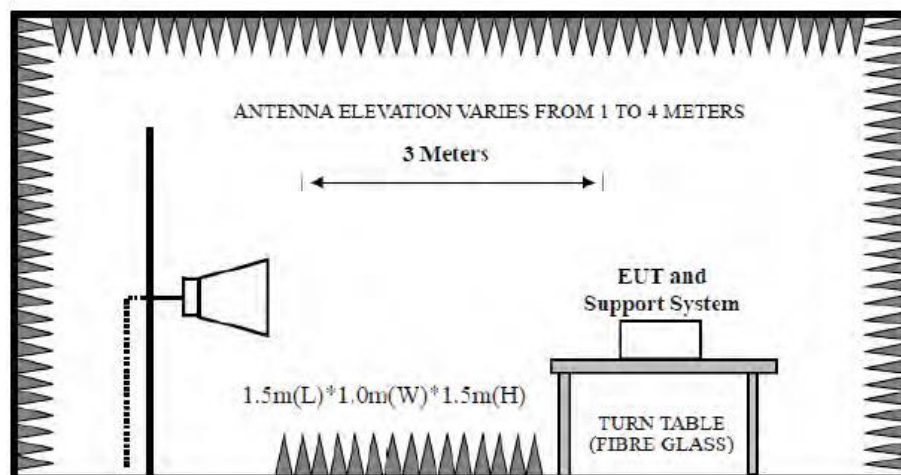 ANTENNA ELEVATION VARIES FROM 1 TO 4 METERS
3 Meters
EUT and
Support System
1.5m(L)*1.0m(W)*1.5m(H)
TURN TABLE
(FIBRE GLASS)